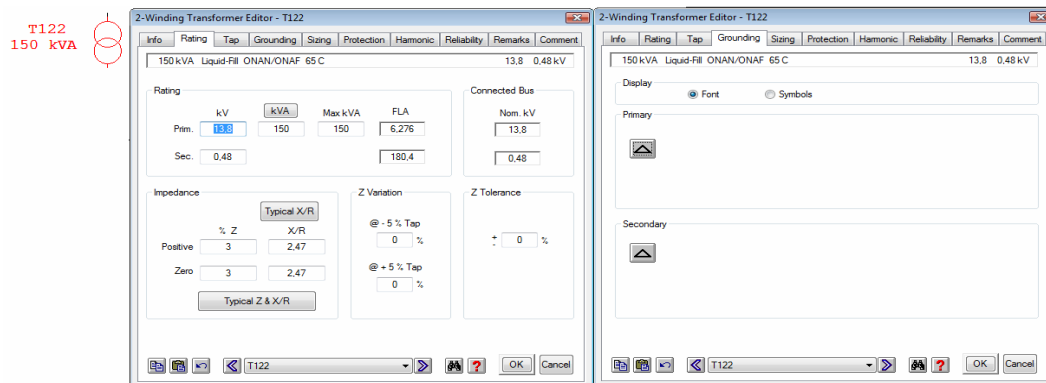 T122
150 kVA
2-Winding Transformer Editor - T122
Info Rating Tap Grounding Sizing Protection Harmonic Reliability Remarks Comment
150 kVA Liquid-Fill ONAN/ONAF 65 C 13,8 0,48 kV
Rating
kV kVA Max kVA FLA
Prim. 13,8 150 150 6,276
Sec. 0,48 180,4
Connected Bus
Nom. kV
13,8
0,48
Impedance
Typical X/R
% Z X/R
Positive 3 2,47
Zero 3 2,47
Typical Z & X/R
Z Variation
@ - 5 % Tap
0 %
@ + 5 % Tap
0 %
Z Tolerance
+ - 0 %
T122
? OK Cancel
2-Winding Transformer Editor - T122
Info Rating Tap Grounding Sizing Protection Harmonic Reliability Remarks Comment
150 kVA Liquid-Fill ONAN/ONAF 65 C 13,8 0,48 kV
Display
Font Symbols
Primary
Secondary
T122
? OK Cancel